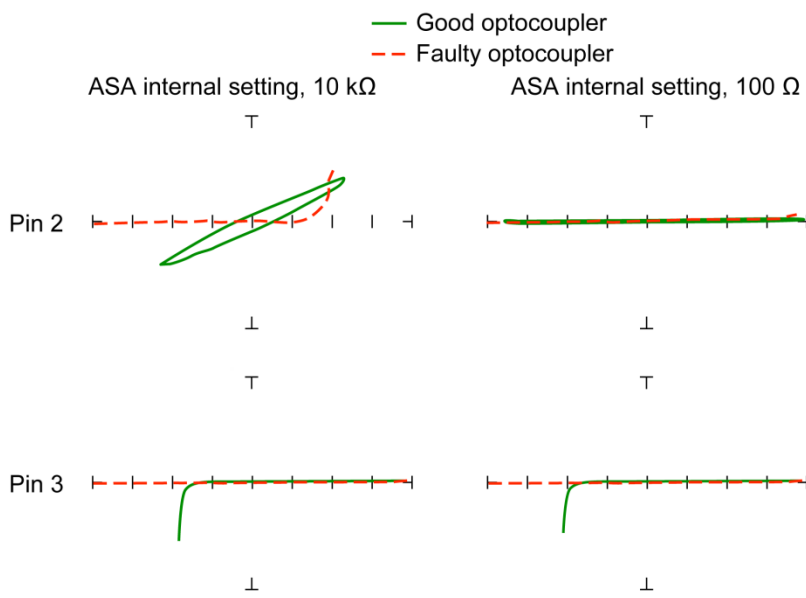 Good optocoupler
Faulty optocoupler
ASA internal setting, 10 kΩ
ASA internal setting, 100 Ω
Pin 2
Pin 3